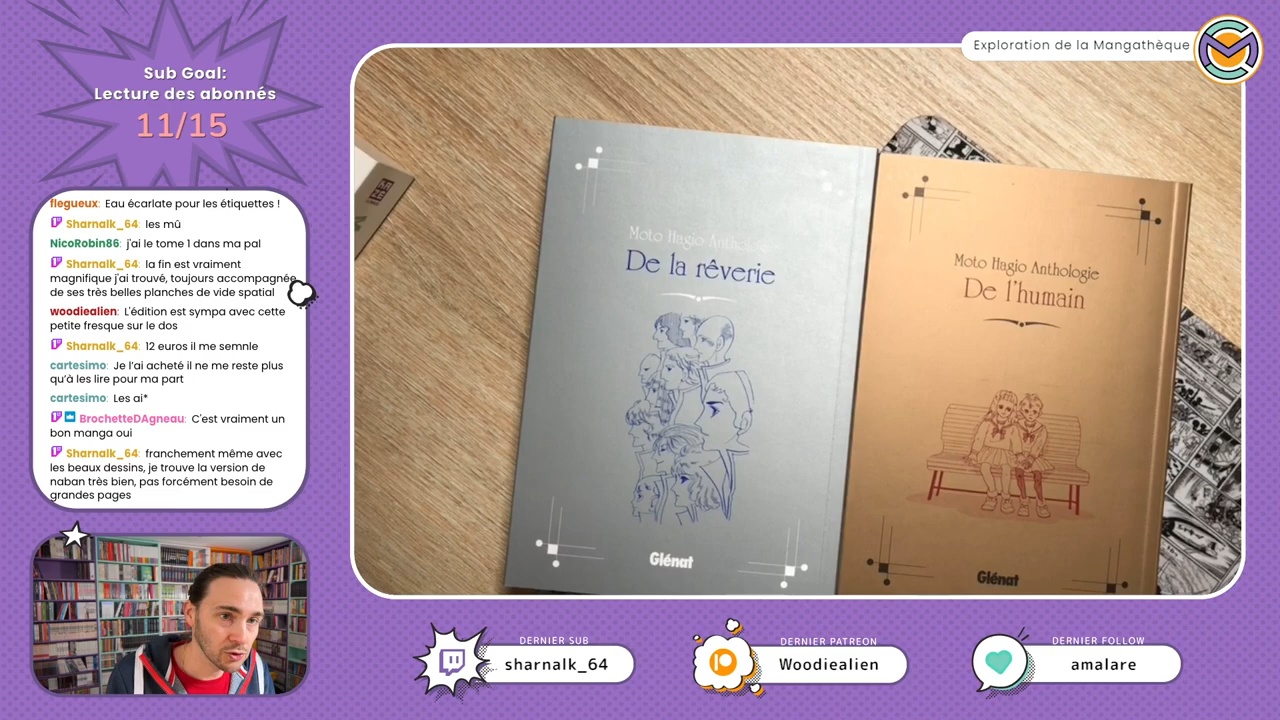 Sub Goal:
Lecture des abonnés
11/15
flegueux: Eau écarlate pour les étiquettes !
Sharnalk_64: les mû
NicoRobin86: j'ai le tome 1 dans ma pal
Sharnalk_64: la fin est vraiment
magnifique j'ai trouvé, toujours accompagnée
de ses très belles planches de vide spatial
woodiealien: L'édition est sympa avec cette
petite fresque sur le dos
Sharnalk_64: 12 euros il me semnle
cartesimo: Je l'ai acheté il ne me reste plus
qu'à les lire pour ma part
cartesimo: Les ai*
BrochetteDAgneau: C'est vraiment un
bon manga oui
Sharnalk_64: franchement même avec
les beaux dessins, je trouve la version de
naban très bien, pas forcément besoin de
grandes pages
Exploration de la Mangathèque
Moto Hagio
De la rêverie
Glénat
Moto Hagio Anthologie
De l'humain
Glénat
DERNIER SUB
sharnalk_64
DERNIER PATREON
Woodiealien
DERNIER FOLLOW
amalare